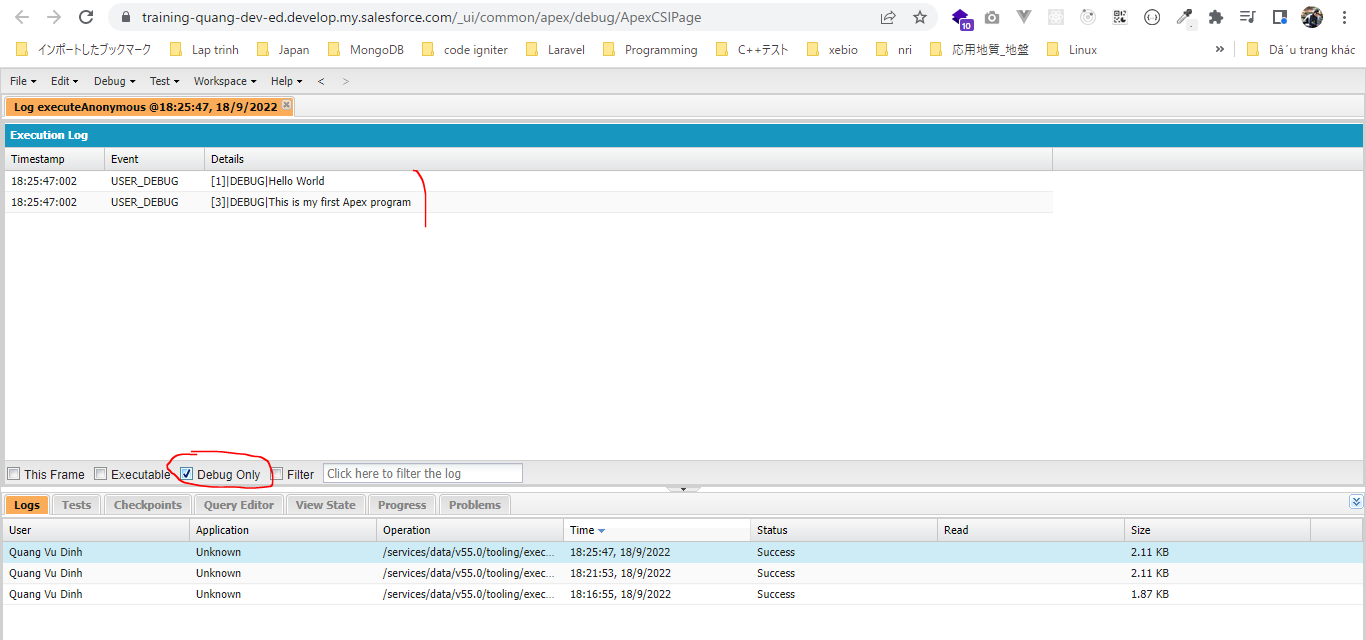 training-quang-dev-ed.develop.my.salesforce.com/_ui/common/apex/debug/ApexCSIPage
10
インポートしたブックマーク Lap trinh Japan MongoDB code igniter Laravel Programming C++テスト xebio nri 応用地質_地盤 Linux » Dấu trang khác
File Edit Debug Test Workspace Help < >
Log executeAnonymous @18:25:47, 18/9/2022
Execution Log
Timestamp Event Details
18:25:47:002 USER_DEBUG [1]|DEBUG|Hello World
18:25:47:002 USER_DEBUG [3]|DEBUG|This is my first Apex program
This Frame Executable Debug Only Filter Click here to filter the log
Logs Tests Checkpoints Query Editor View State Progress Problems
User Application Operation Time Status Read Size
Quang Vu Dinh Unknown /services/data/v55.0/tooling/exec... 18:25:47, 18/9/2022 Success 2.11 KB
Quang Vu Dinh Unknown /services/data/v55.0/tooling/exec... 18:21:53, 18/9/2022 Success 2.11 KB
Quang Vu Dinh Unknown /services/data/v55.0/tooling/exec... 18:16:55, 18/9/2022 Success 1.87 KB